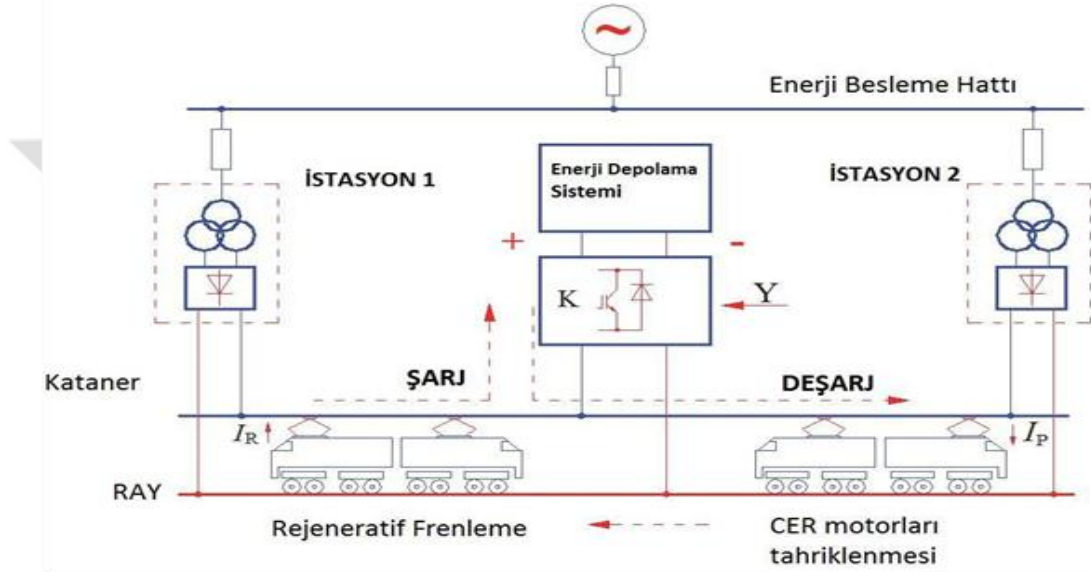 ~
Enerji Besleme Hattı
İSTASYON 1
Enerji Depolama
Sistemi
İSTASYON 2
+
-
K
Y
Kataner
ŞARJ
DEŞARJ
IR
IP
RAY
Rejeneratif Frenleme
CER motorları
tahriklenmesi